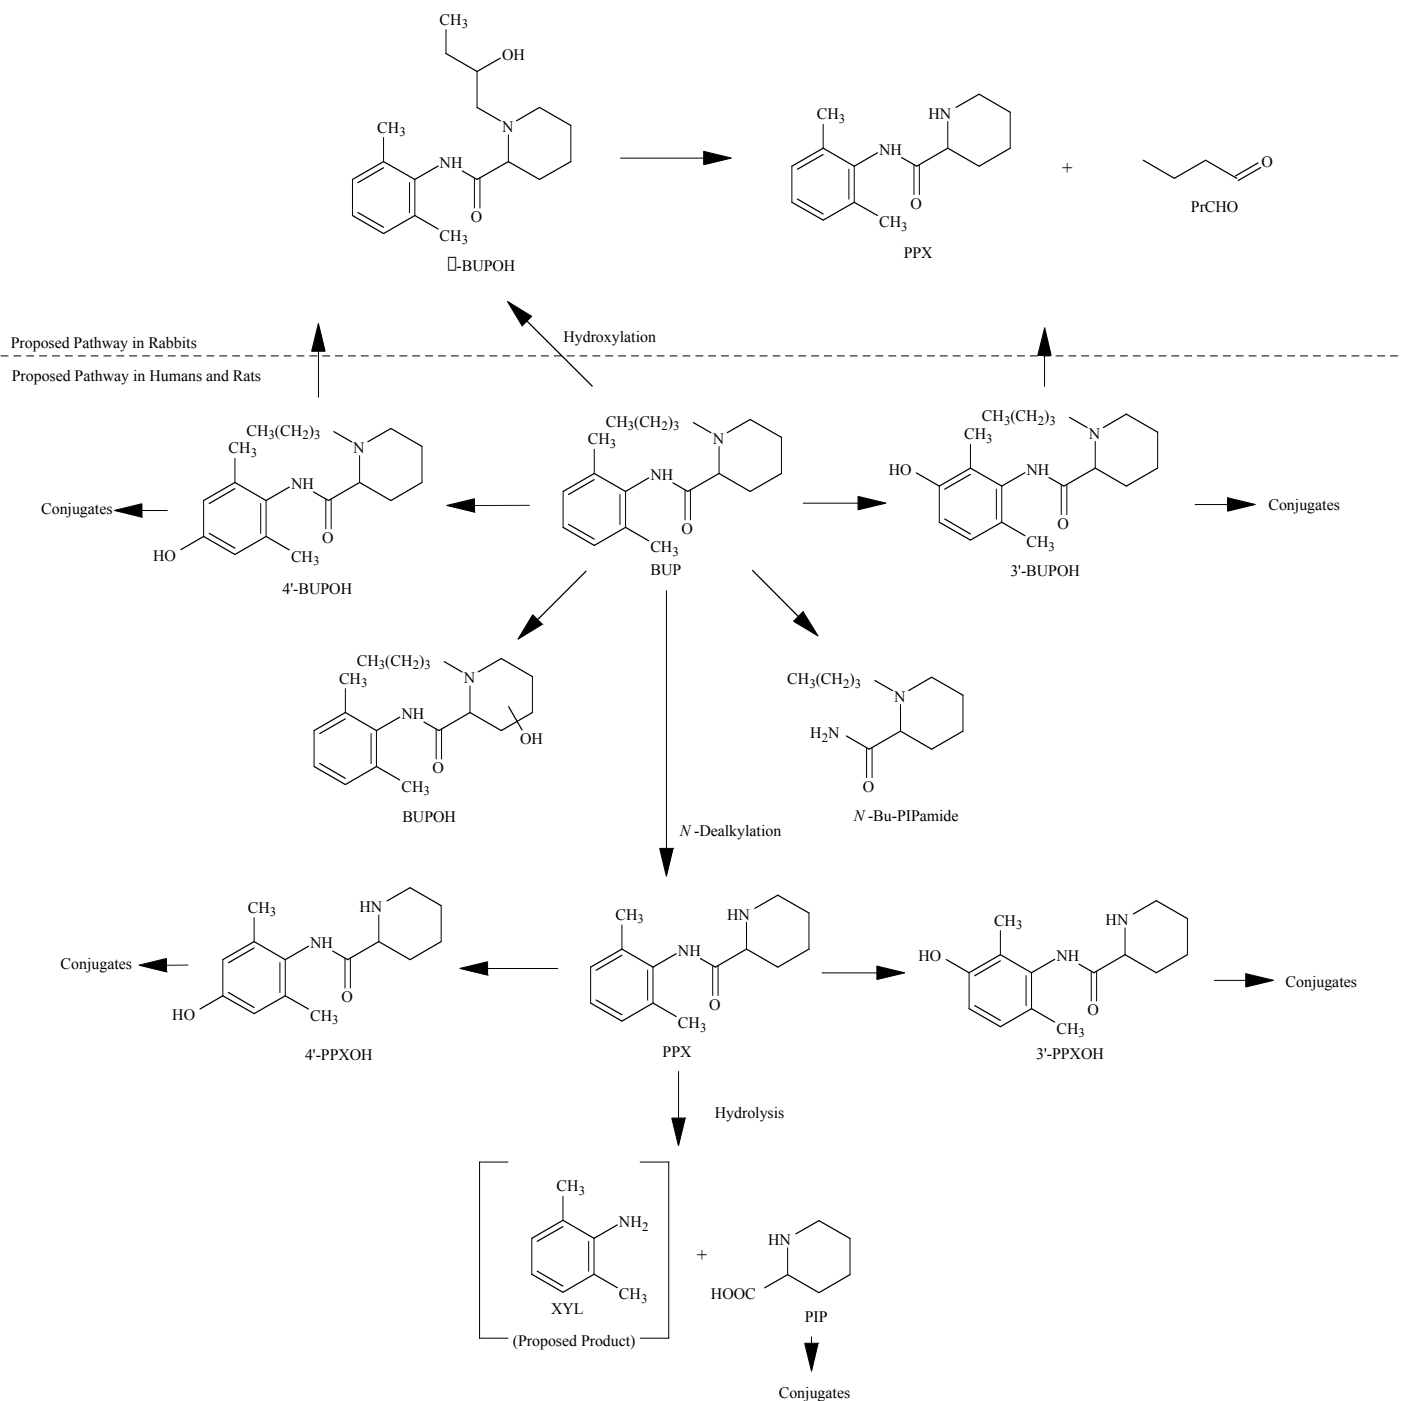 CH3
OH
N
CH3
NH
O
CH3
▯-BUPOH
HN
CH3
NH
O
CH3
PPX
+
O
PrCHO
Proposed Pathway in Rabbits
Hydroxylation
Proposed Pathway in Humans and Rats
CH3(CH2)3
N
CH3
NH
O
CH3
HO
4'-BUPOH
Conjugates
CH3(CH2)3
N
CH3
NH
O
CH3
BUP
CH3(CH2)3
N
CH3
HO
NH
O
CH3
3'-BUPOH
Conjugates
CH3(CH2)3
N
CH3
NH
OH
O
CH3
BUPOH
CH3(CH2)3
N
H2N
O
N -Bu-PIPamide
N -Dealkylation
HN
CH3
NH
O
CH3
HO
4'-PPXOH
Conjugates
HN
CH3
NH
O
CH3
PPX
HN
CH3
HO
NH
O
CH3
3'-PPXOH
Conjugates
Hydrolysis
CH3
NH2
CH3
XYL
(Proposed Product)
+
HN
HOOC
PIP
Conjugates